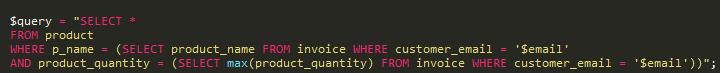 $query = "SELECT *
FROM product
WHERE p_name = (SELECT product_name FROM invoice WHERE customer_email = '$email'
AND product_quantity = (SELECT max(product_quantity) FROM invoice WHERE customer_email = '$email'))";